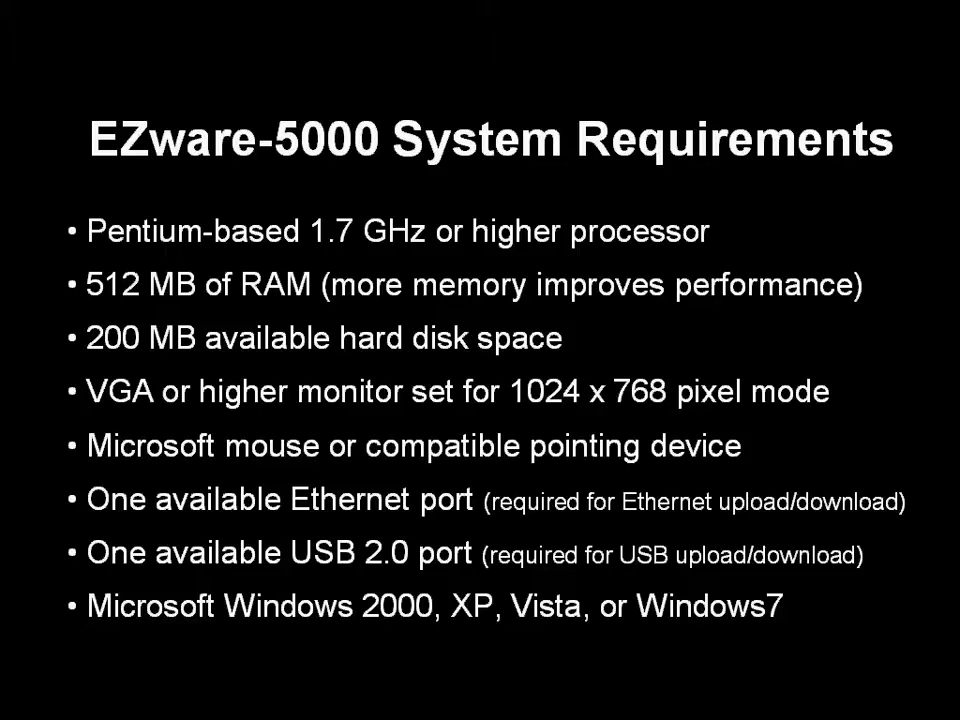 EZware-5000 System Requirements
• Pentium-based 1.7 GHz or higher processor
• 512 MB of RAM (more memory improves performance)
• 200 MB available hard disk space
• VGA or higher monitor set for 1024 x 768 pixel mode
• Microsoft mouse or compatible pointing device
• One available Ethernet port (required for Ethernet upload/download)
• One available USB 2.0 port (required for USB upload/download)
• Microsoft Windows 2000, XP, Vista, or Windows7